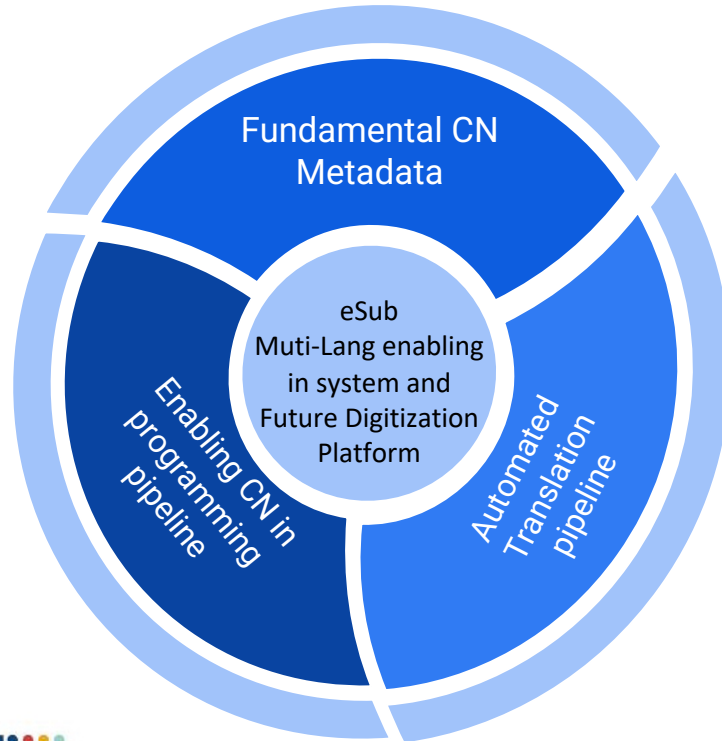 Fundamental CN
Metadata
eSub
Muti-Lang enabling
in system and
Future Digitization
Platform
Enabling CN in
programming
pipeline
Automated
Translation
pipeline